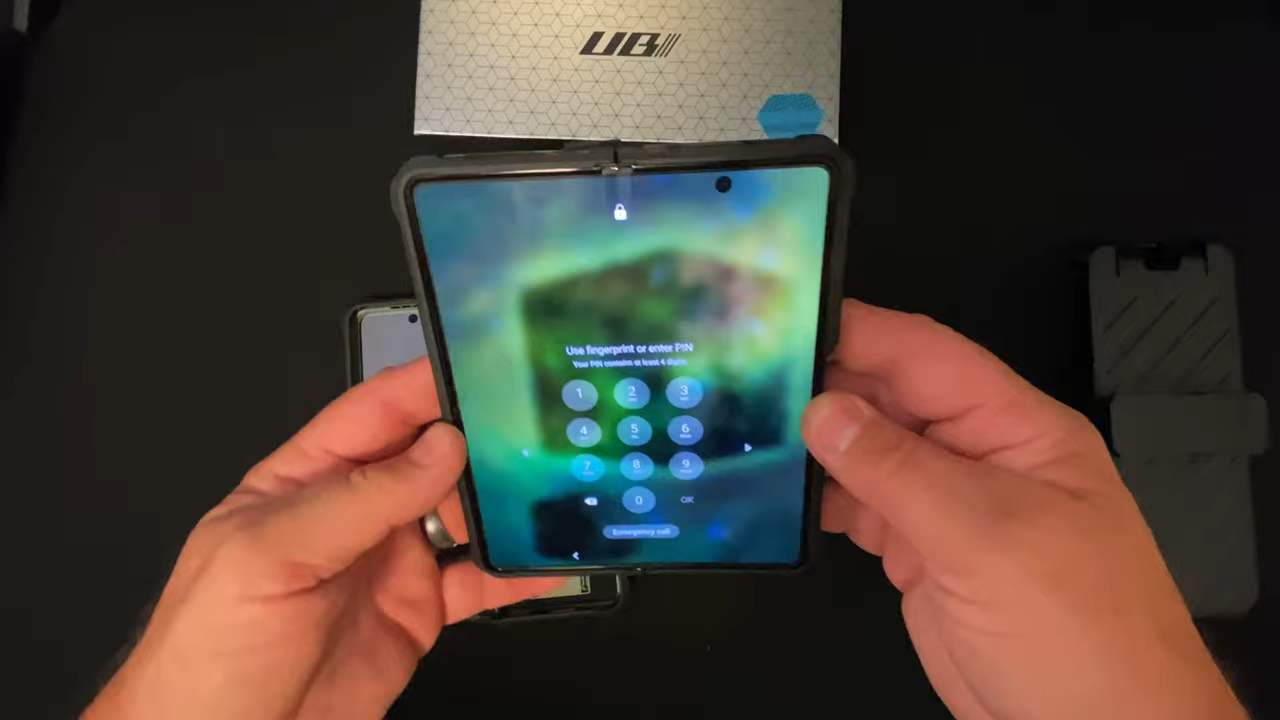 UB
Use fingerprint or enter PIN
Your PIN contains at least 4 digits
1 2 3
4 5 6
7 8 9
0 OK
Emergency call